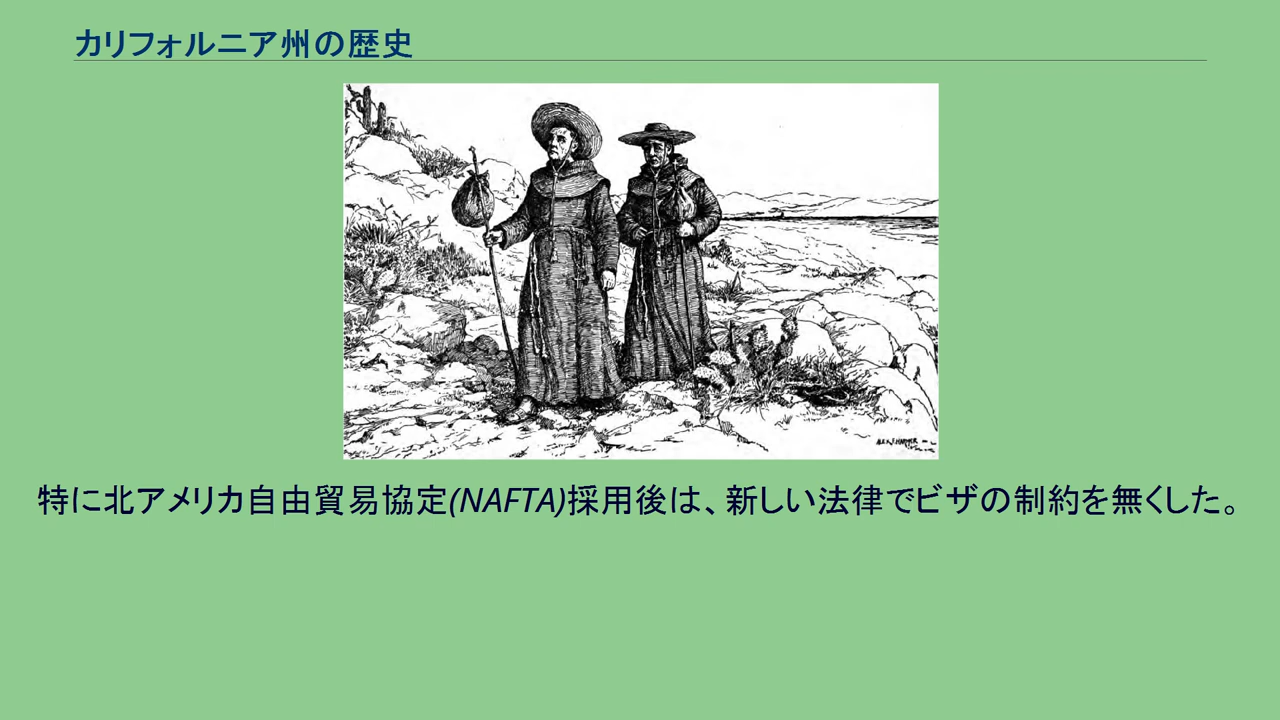 カリフォルニア州の歴史
特に北アメリカ自由貿易協定(NAFTA)採用後は、新しい法律でビザの制約を無くした。